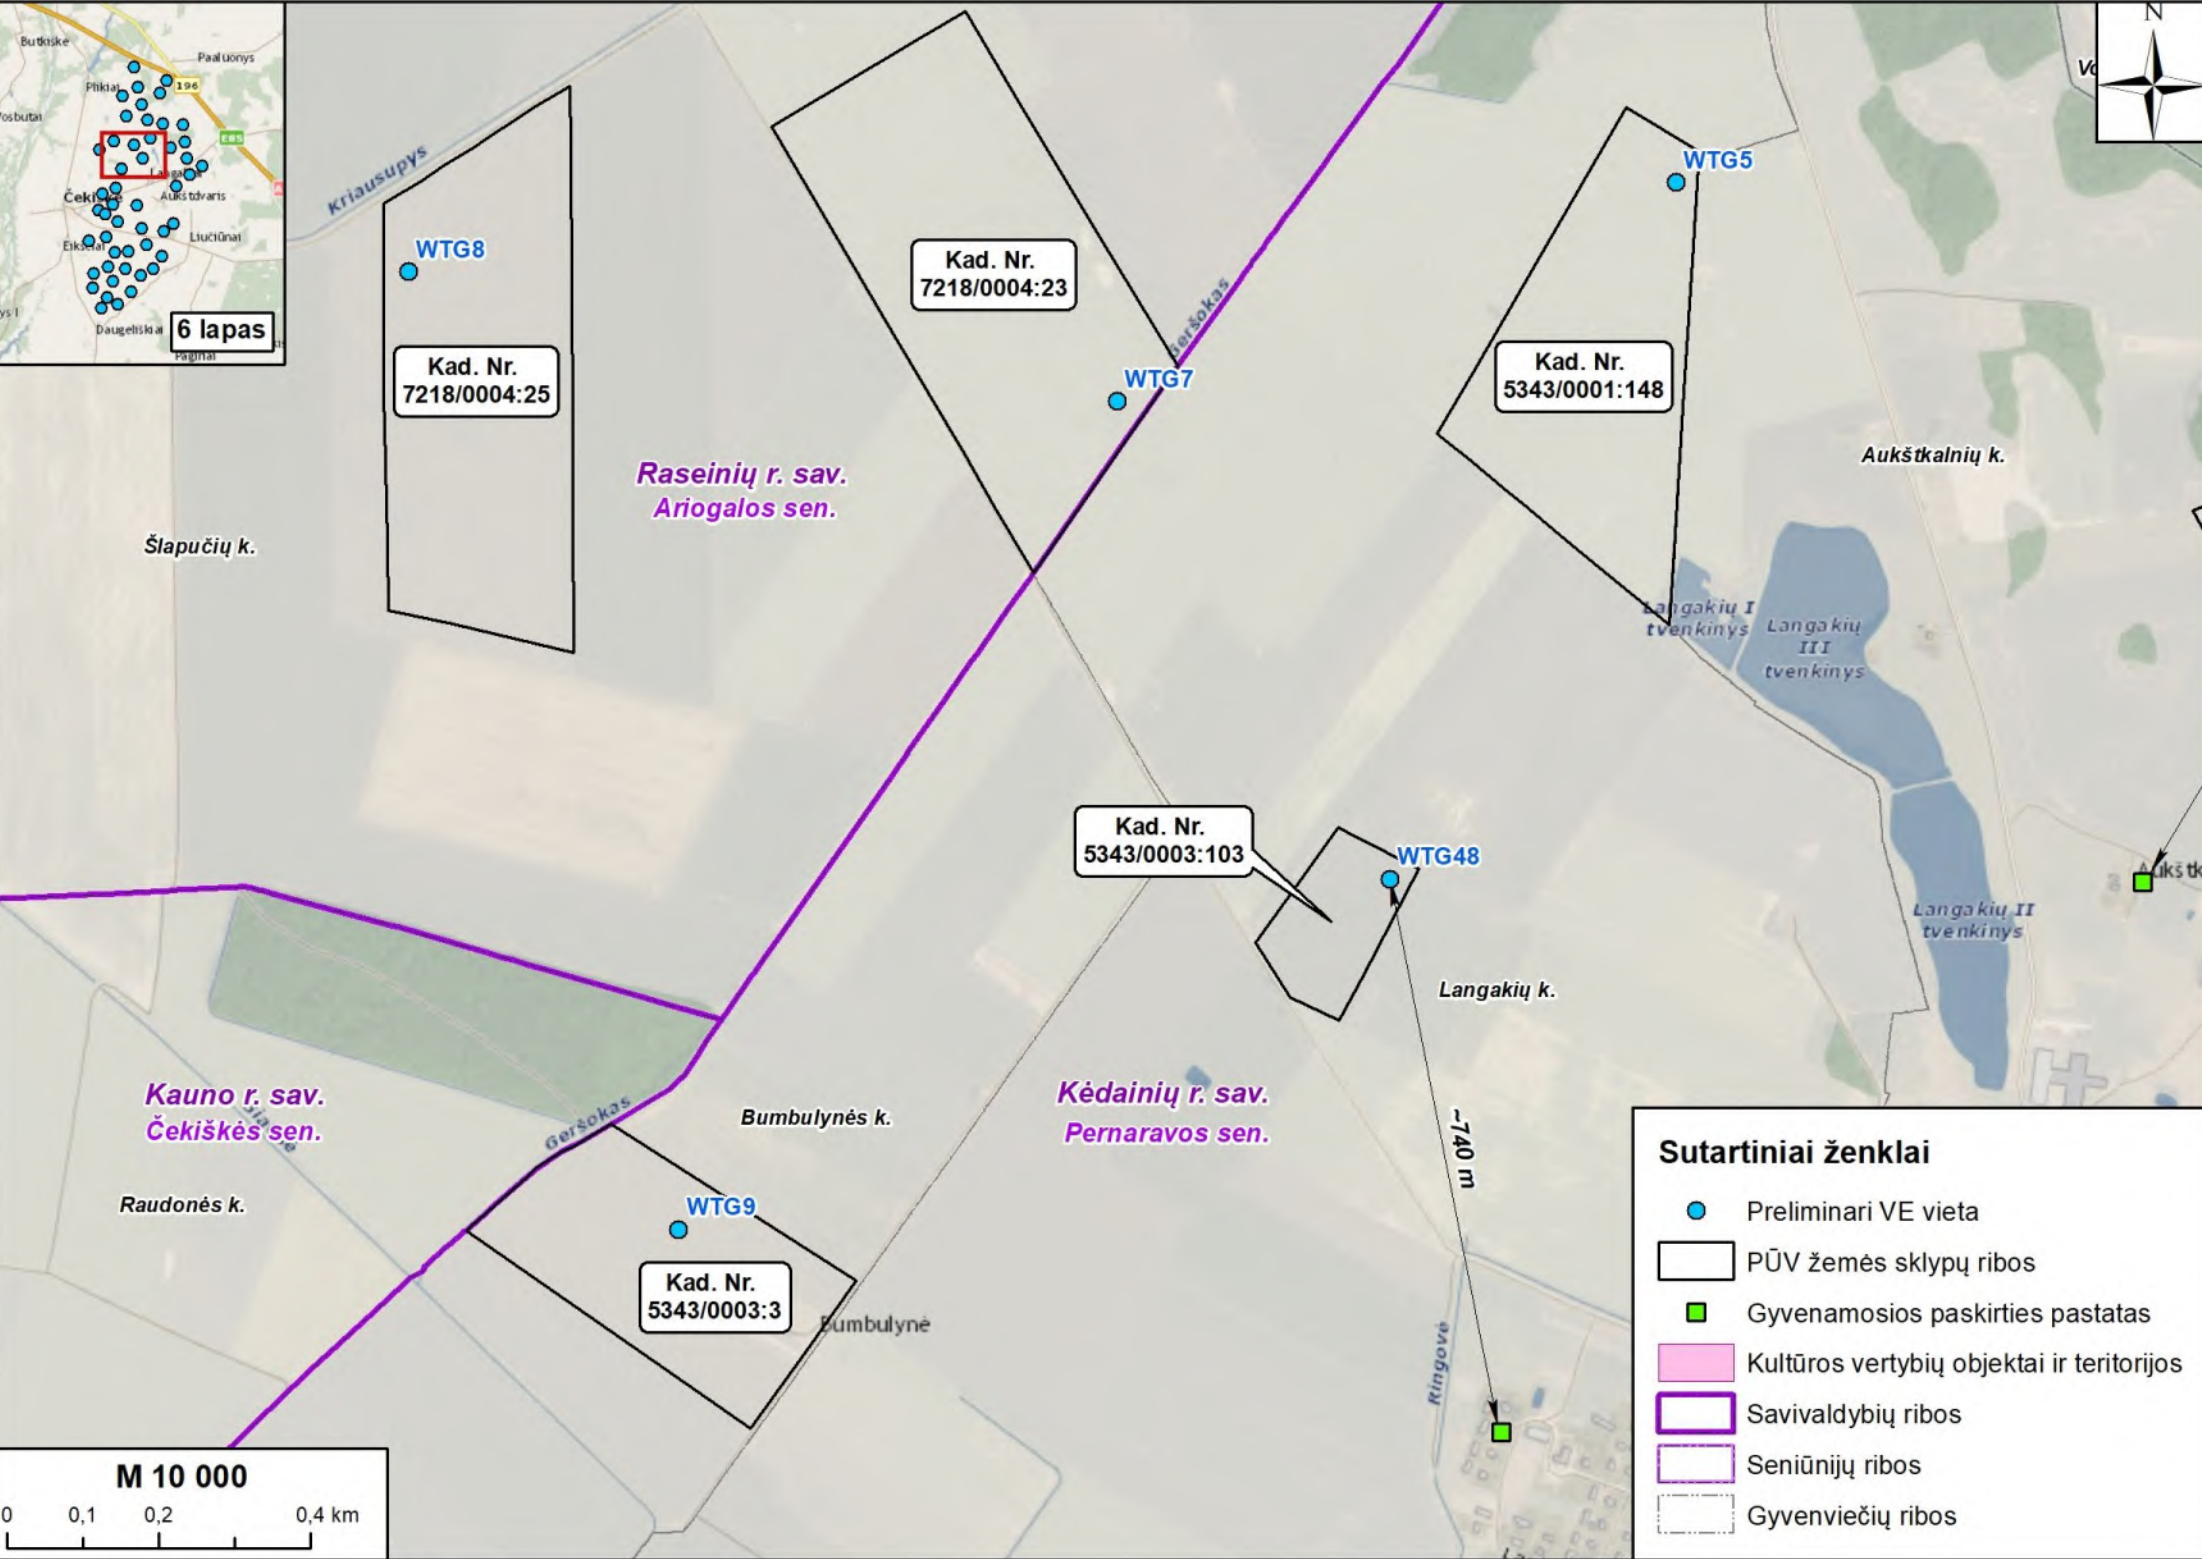 Butkiškė
Paaluonys
Plikiai
196
E85
Čekiškė
Aukštdvaris
Eikščiai
Liučiūnai
Daugėliškiai
Paginai
6 lapas
N
Kriausupys
WTG8
Kad. Nr.
7218/0004:25
Kad. Nr.
7218/0004:23
Geršokas
WTG7
WTG5
Kad. Nr.
5343/0001:148
Aukštkalnių k.
Raseinių r. sav.
Ariogalos sen.
Šlapučių k.
Langakių I
tvenkinys
Langakių
III
tvenkinys
Kad. Nr.
5343/0003:103
WTG48
Langakių II
tvenkinys
Langakių k.
Kauno r. sav.
Čekiškės sen.
Geršokas
Bumbulynės k.
Kėdainių r. sav.
Pernaravos sen.
~740 m
Raudonės k.
WTG9
Kad. Nr.
5343/0003:3
Bumbulynė
Ringovė
M 10 000
0 0,1 0,2 0,4 km
Sutartiniai ženklai
Preliminari VE vieta
PŪV žemės sklypų ribos
Gyvenamosios paskirties pastatas
Kultūros vertybių objektai ir teritorijos
Savivaldybių ribos
Seniūnijų ribos
Gyvenviečių ribos